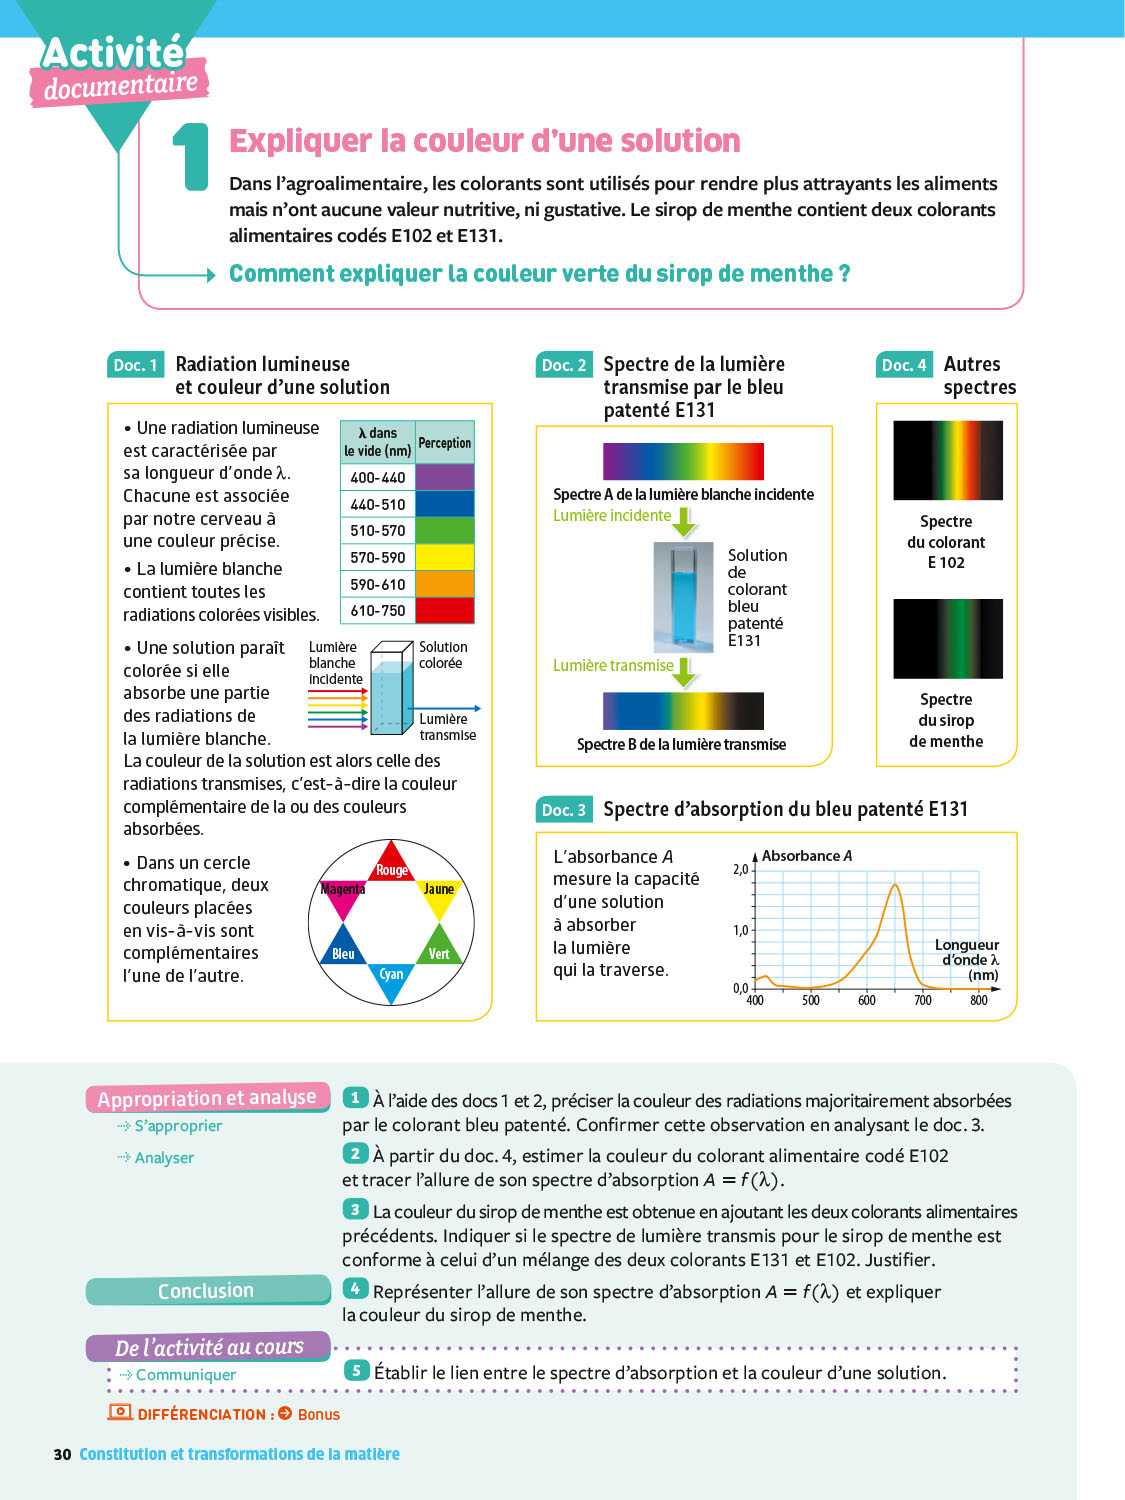 Activité
documentaire
1
Expliquer la couleur d’une solution
Dans l’agroalimentaire, les colorants sont utilisés pour rendre plus attrayants les aliments
mais n’ont aucune valeur nutritive, ni gustative. Le sirop de menthe contient deux colorants
alimentaires codés E102 et E131.
Comment expliquer la couleur verte du sirop de menthe ?
Doc. 1
Radiation lumineuse
et couleur d’une solution
• Une radiation lumineuse
est caractérisée par
sa longueur d’onde λ.
Chacune est associée
par notre cerveau à
une couleur précise.
• La lumière blanche
contient toutes les
radiations colorées visibles.
λ dans
le vide (nm)
Perception
400-440
440-510
510-570
570-590
590-610
610-750
• Une solution paraît
colorée si elle
absorbe une partie
des radiations de
la lumière blanche.
La couleur de la solution est alors celle des
radiations transmises, c’est-à-dire la couleur
complémentaire de la ou des couleurs
absorbées.
Lumière
blanche
incidente
Solution
colorée
Lumière
transmise
• Dans un cercle
chromatique, deux
couleurs placées
en vis-à-vis sont
complémentaires
l’une de l’autre.
Rouge
Magenta
Jaune
Bleu
Vert
Cyan
Doc. 2
Spectre de la lumière
transmise par le bleu
patenté E131
Spectre A de la lumière blanche incidente
Lumière incidente
Solution
de
colorant
bleu
patenté
E131
Lumière transmise
Spectre B de la lumière transmise
Doc. 4
Autres
spectres
Spectre
du colorant
E 102
Spectre
du sirop
de menthe
Doc. 3
Spectre d’absorption du bleu patenté E131
L’absorbance A
mesure la capacité
d’une solution
à absorber
la lumière
qui la traverse.
Absorbance A
2,0
1,0
0,0
Longueur
d’onde λ
(nm)
400 500 600 700 800
Appropriation et analyse
S’approprier
Analyser
1 À l’aide des docs 1 et 2, préciser la couleur des radiations majoritairement absorbées
par le colorant bleu patenté. Confirmer cette observation en analysant le doc. 3.
2 À partir du doc. 4, estimer la couleur du colorant alimentaire codé E102
et tracer l’allure de son spectre d’absorption A = f(λ).
3 La couleur du sirop de menthe est obtenue en ajoutant les deux colorants alimentaires
précédents. Indiquer si le spectre de lumière transmis pour le sirop de menthe est
conforme à celui d’un mélange des deux colorants E131 et E102. Justifier.
Conclusion
4 Représenter l’allure de son spectre d’absorption A = f(λ) et expliquer
la couleur du sirop de menthe.
De l’activité au cours
Communiquer
5 Établir le lien entre le spectre d’absorption et la couleur d’une solution.
DIFFÉRENCIATION : Bonus
30 Constitution et transformations de la matière